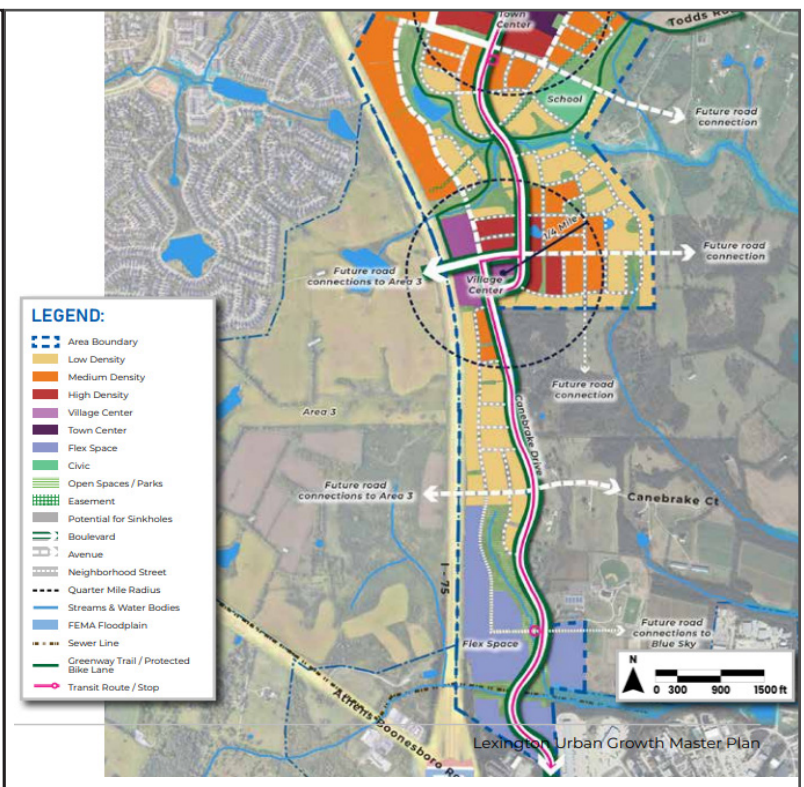 Town
Center
Todds Ro
School
Future road
connection
1/4 Mile
Future road
connection
Future road
connections to Area 3
Village
Center
LEGEND:
Area Boundary
Low Density
Medium Density
High Density
Village Center
Town Center
Flex Space
Civic
Open Spaces / Parks
Easement
Potential for Sinkholes
Boulevard
Avenue
Neighborhood Street
Quarter Mile Radius
Streams & Water Bodies
FEMA Floodplain
Sewer Line
Greenway Trail / Protected
Bike Lane
Transit Route / Stop
Future road
connection
Area 3
Canebrake Drive
Future road
connections to Area 3
Canebrake Ct
I - 75
Flex Space
Future road
connections to
Blue Sky
N
0 300 900 1500 ft
Athens Boonesboro Ro
Lexington Urban Growth Master Plan